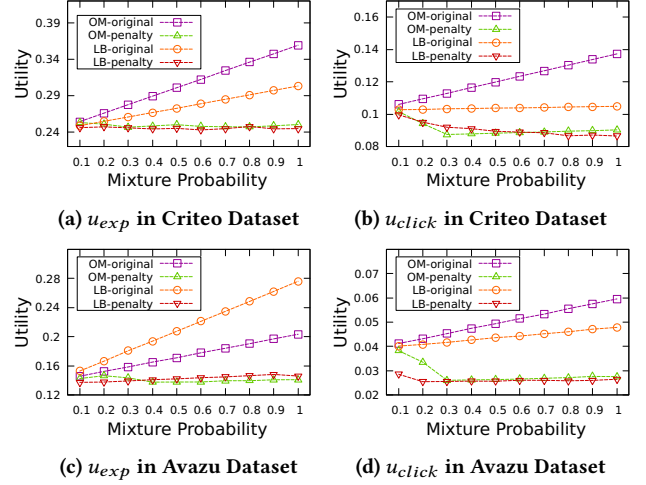 OM-original
OM-penalty
LB-original
LB-penalty
Utility
0.39
0.34
0.29
0.24
0.1 0.2 0.3 0.4 0.5 0.6 0.7 0.8 0.9 1
Mixture Probability
(a) u_exp in Criteo Dataset
OM-original
OM-penalty
LB-original
LB-penalty
Utility
0.16
0.14
0.12
0.1
0.08
0.1 0.2 0.3 0.4 0.5 0.6 0.7 0.8 0.9 1
Mixture Probability
(b) u_click in Criteo Dataset
OM-original
OM-penalty
LB-original
LB-penalty
Utility
0.28
0.24
0.2
0.16
0.12
0.1 0.2 0.3 0.4 0.5 0.6 0.7 0.8 0.9 1
Mixture Probability
(c) u_exp in Avazu Dataset
OM-original
OM-penalty
LB-original
LB-penalty
Utility
0.07
0.06
0.05
0.04
0.03
0.02
0.1 0.2 0.3 0.4 0.5 0.6 0.7 0.8 0.9 1
Mixture Probability
(d) u_click in Avazu Dataset